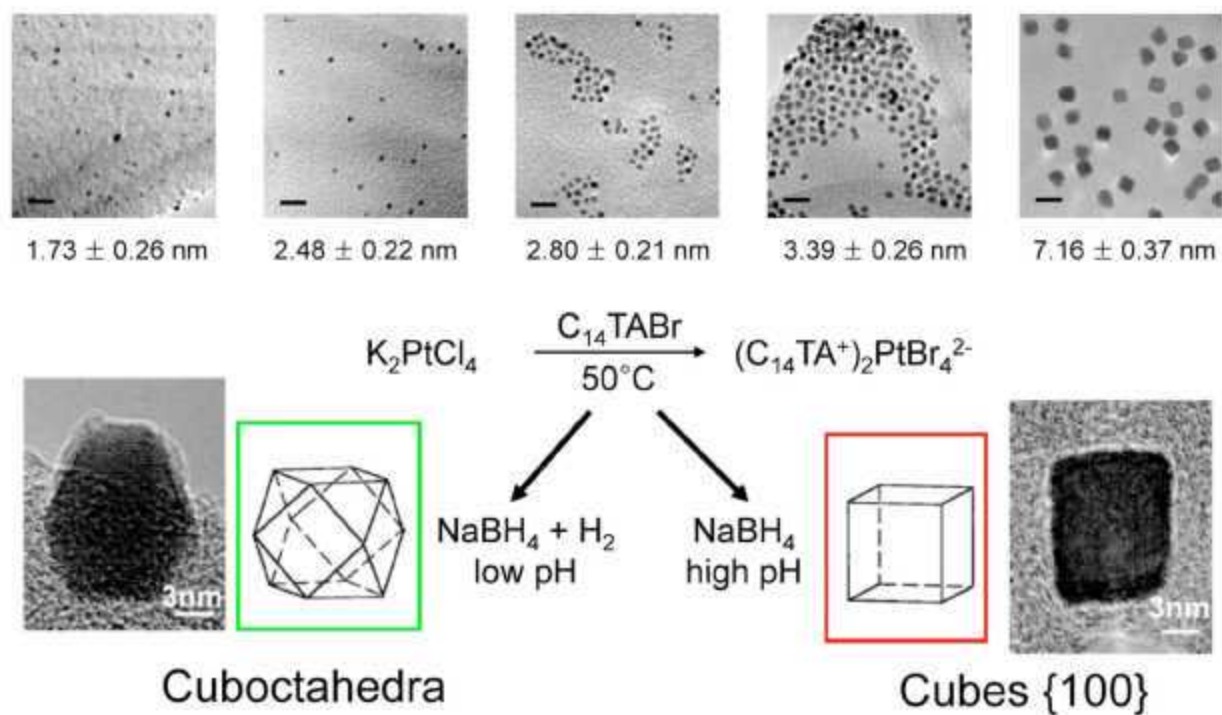 1.73 ± 0.26 nm
2.48 ± 0.22 nm
2.80 ± 0.21 nm
3.39 ± 0.26 nm
7.16 ± 0.37 nm
C₁₄TABr
K₂PtCl₄
(C₁₄TA⁺)₂PtBr₄²⁻
50°C
NaBH₄ + H₂
low pH
NaBH₄
high pH
3nm
3nm
Cuboctahedra
Cubes {100}